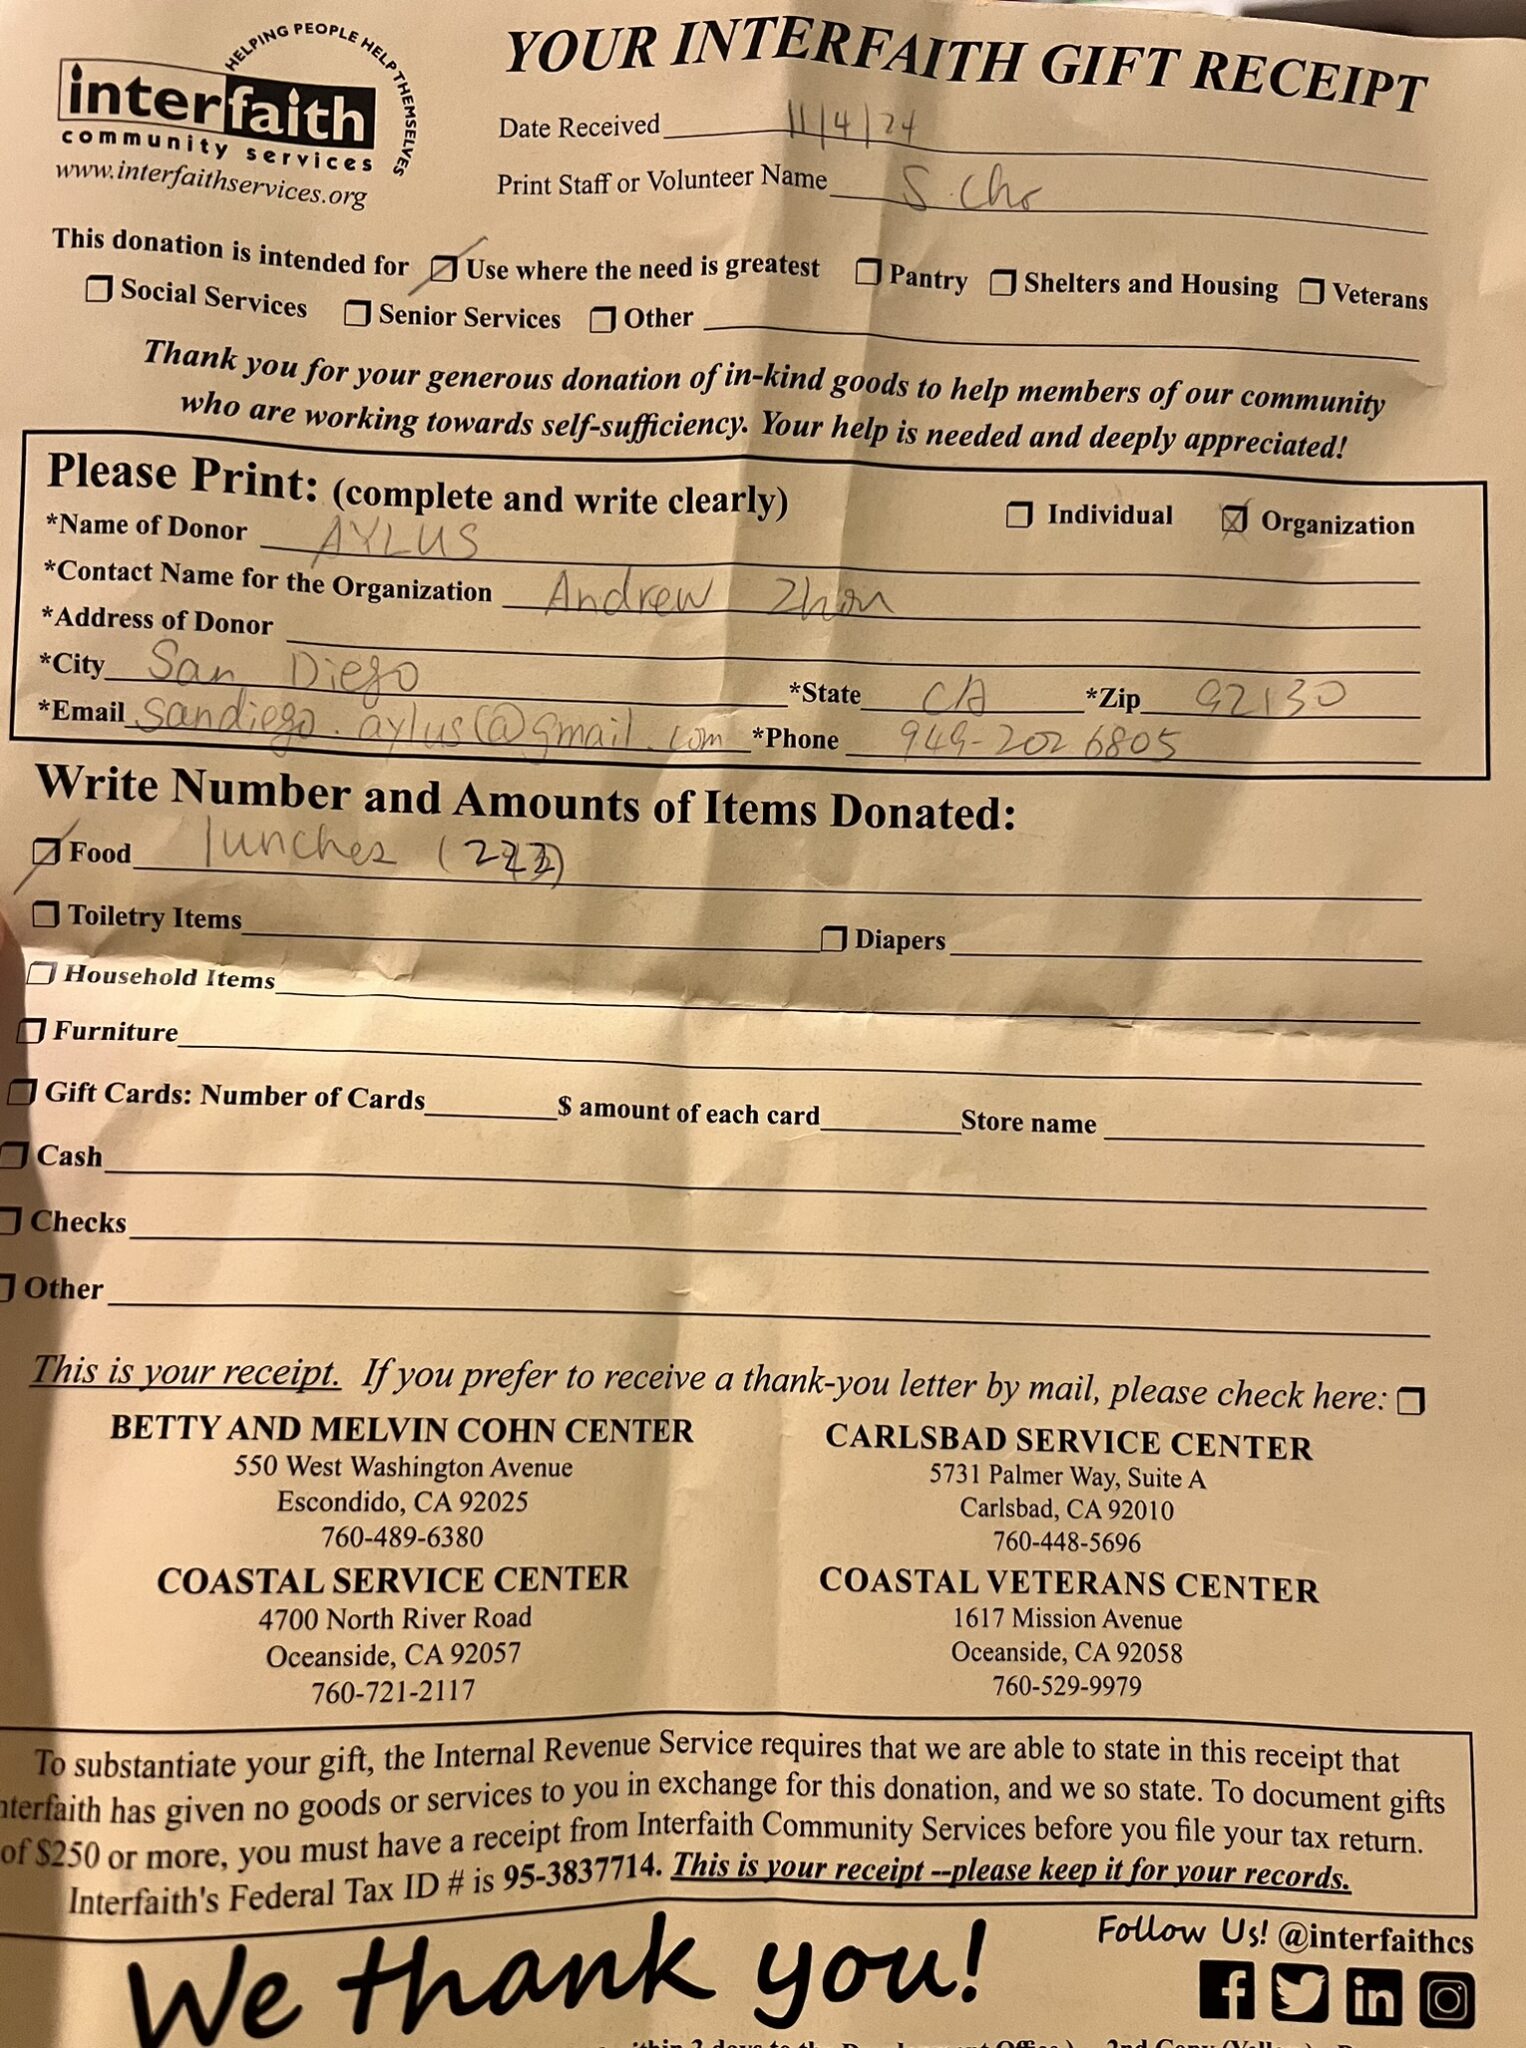 HELPING PEOPLE HELP THEMSELVES
interfaith
community services
www.interfaithservices.org
YOUR INTERFAITH GIFT RECEIPT
Date Received 11/4/24
Print Staff or Volunteer Name S. Cho
This donation is intended for Use where the need is greatest Pantry Shelters and Housing Veterans
Social Services Senior Services Other
Thank you for your generous donation of in-kind goods to help members of our community
who are working towards self-sufficiency. Your help is needed and deeply appreciated!
Please Print: (complete and write clearly) Individual Organization
*Name of Donor AYLUS
*Contact Name for the Organization Andrew
*Address of Donor
*City San Diego *State CA *Zip 92130
*Email sandiego.aylus@gmail.com *Phone 949-202 6805
Write Number and Amounts of Items Donated:
Food lunches
Toiletry Items Diapers
Household Items
Furniture
Gift Cards: Number of Cards $ amount of each card Store name
Cash
Checks
Other
This is your receipt. If you prefer to receive a thank-you letter by mail, please check here:
BETTY AND MELVIN COHN CENTER
550 West Washington Avenue
Escondido, CA 92025
760-489-6380
CARLSBAD SERVICE CENTER
5731 Palmer Way, Suite A
Carlsbad, CA 92010
760-448-5696
COASTAL SERVICE CENTER
4700 North River Road
Oceanside, CA 92057
760-721-2117
COASTAL VETERANS CENTER
1617 Mission Avenue
Oceanside, CA 92058
760-529-9979
To substantiate your gift, the Internal Revenue Service requires that we are able to state in this receipt that
nterfaith has given no goods or services to you in exchange for this donation, and we so state. To document gifts
of $250 or more, you must have a receipt from Interfaith Community Services before you file your tax return.
Interfaith's Federal Tax ID # is 95-3837714. This is your receipt --please keep it for your records.
We thank you!
Follow Us! @interfaithcs